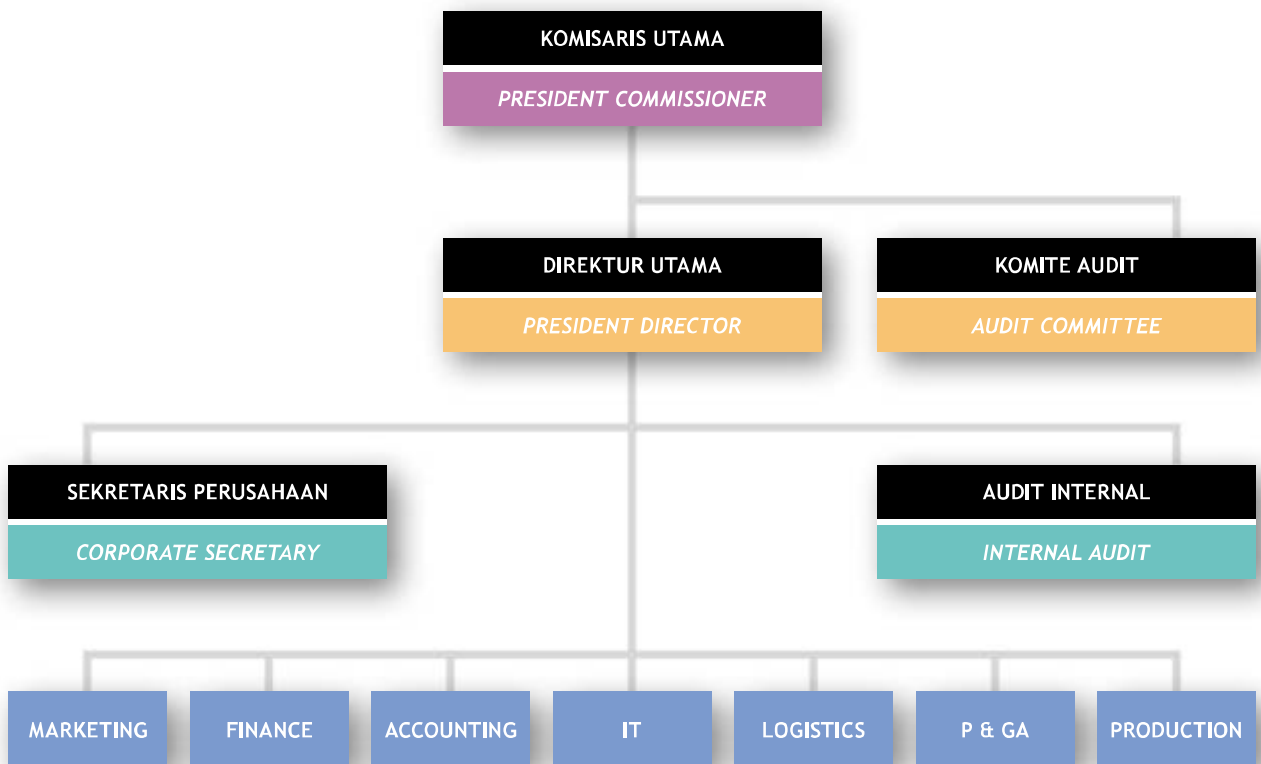 KOMISARIS UTAMA
PRESIDENT COMMISSIONER
DIREKTUR UTAMA
PRESIDENT DIRECTOR
KOMITE AUDIT
AUDIT COMMITTEE
SEKRETARIS PERUSAHAAN
CORPORATE SECRETARY
AUDIT INTERNAL
INTERNAL AUDIT
MARKETING
FINANCE
ACCOUNTING
IT
LOGISTICS
P & GA
PRODUCTION